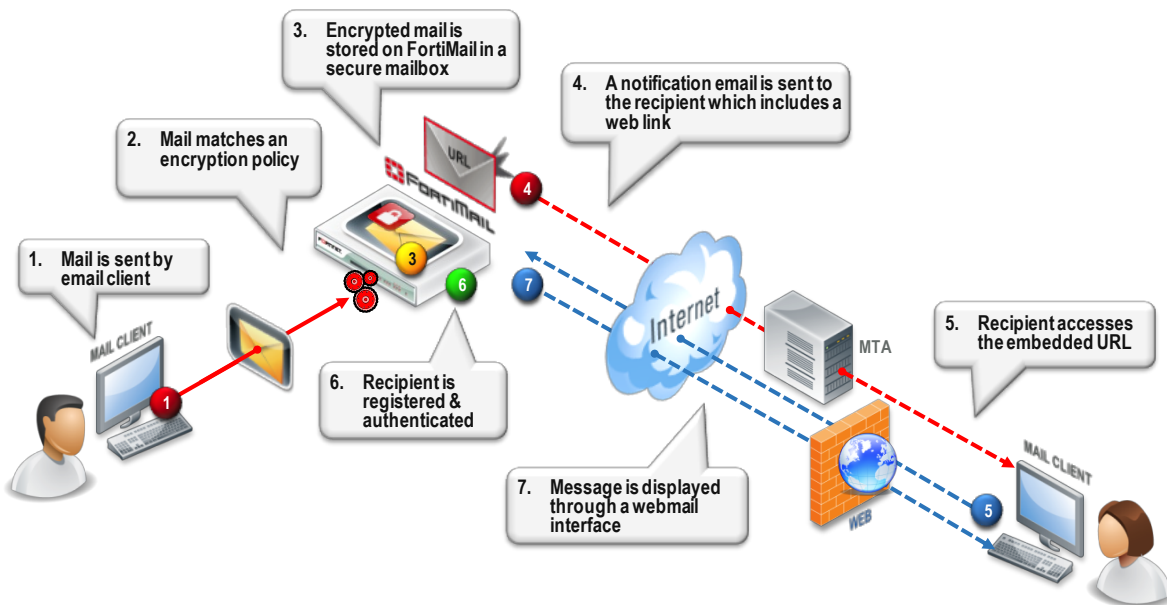 3. Encrypted mail is
stored on FortiMail in a
secure mailbox
4. A notification email is sent to
the recipient which includes a
web link
2. Mail matches an
encryption policy
URL
FORTIMAIL
4
1. Mail is sent by
email client
FORTINET
3
6
7
Internet
MTA
5. Recipient accesses
the embedded URL
MAIL CLIENT
1
6. Recipient is
registered &
authenticated
7. Message is displayed
through a webmail
interface
WEB
5
MAIL CLIENT